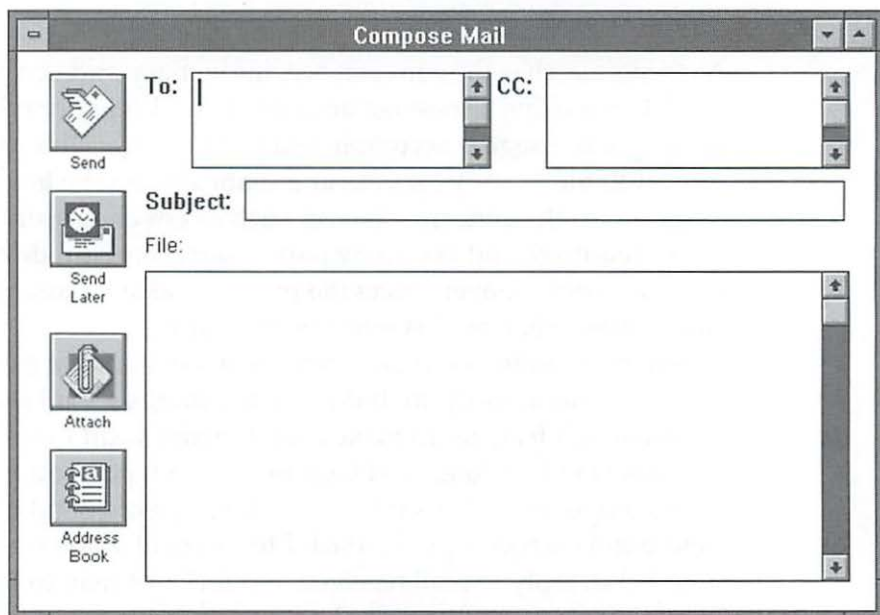 Compose Mail
To:
CC:
Send
Subject:
File:
Send
Later
Attach
a
Address
Book